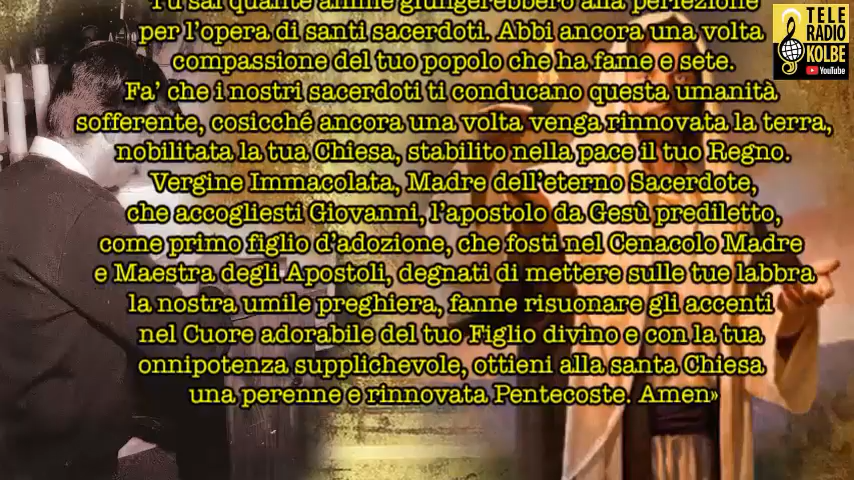 Tu sai quante anime giungerebbero alla perfezione
per l'opera di santi sacerdoti. Abbi ancora una volta
compassione del tuo popolo che ha fame e sete.
Fa' che i nostri sacerdoti ti conducano questa umanità
sofferente, cosicché ancora una volta venga rinnovata la terra,
nobilitata la tua Chiesa, stabilito nella pace il tuo Regno.
Vergine Immacolata, Madre dell'eterno Sacerdote,
che accogliesti Giovanni, l'apostolo da Gesù prediletto,
come primo figlio d'adozione, che fosti nel Cenacolo Madre
e Maestra degli Apostoli, degnati di mettere sulle tue labbra
la nostra umile preghiera, fanne risuonare gli accenti
nel Cuore adorabile del tuo Figlio divino e con la tua
onnipotenza supplichevole, ottieni alla santa Chiesa
una perenne e rinnovata Pentecoste. Amen»
TELE
RADIO
KOLBE
YouTube